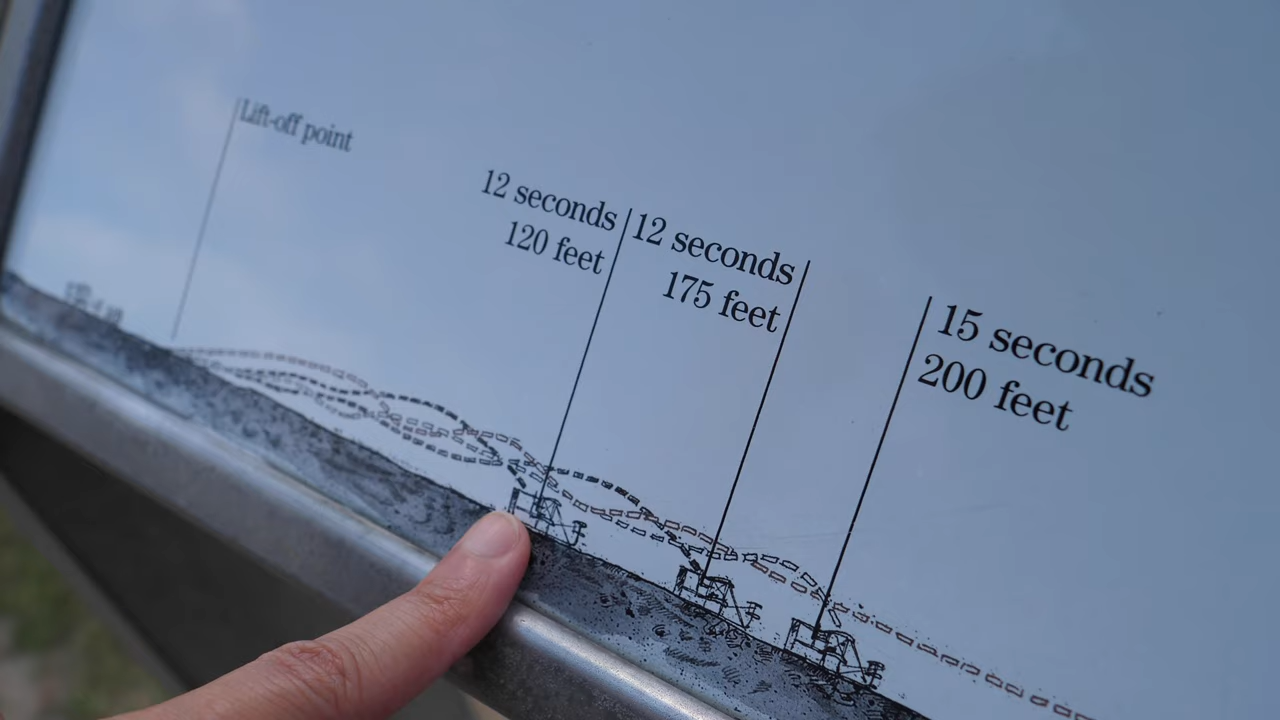 Lift-off point
12 seconds
120 feet
12 seconds
175 feet
15 seconds
200 feet